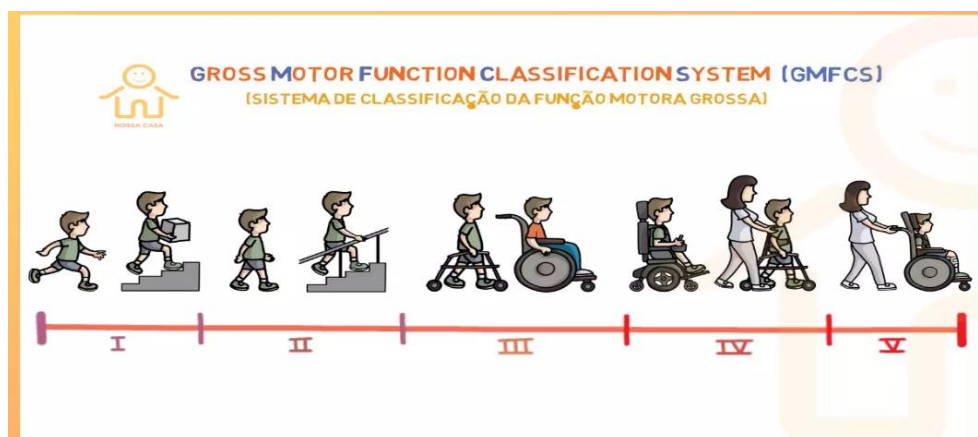 GROSS MOTOR FUNCTION CLASSIFICATION SYSTEM (GMFCS)
(SISTEMA DE CLASSIFICAÇÃO DA FUNÇÃO MOTORA GROSSA)
NOSSA CASA
I
II
III
IV
V